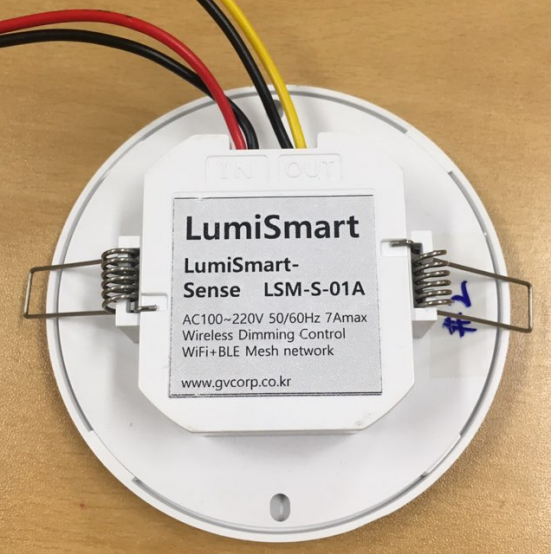 IN OUT
LumiSmart
LumiSmart-
Sense LSM-S-01A
AC100~220V 50/60Hz 7Amax
Wireless Dimming Control
WiFi+BLE Mesh network
www.gvcorp.co.kr